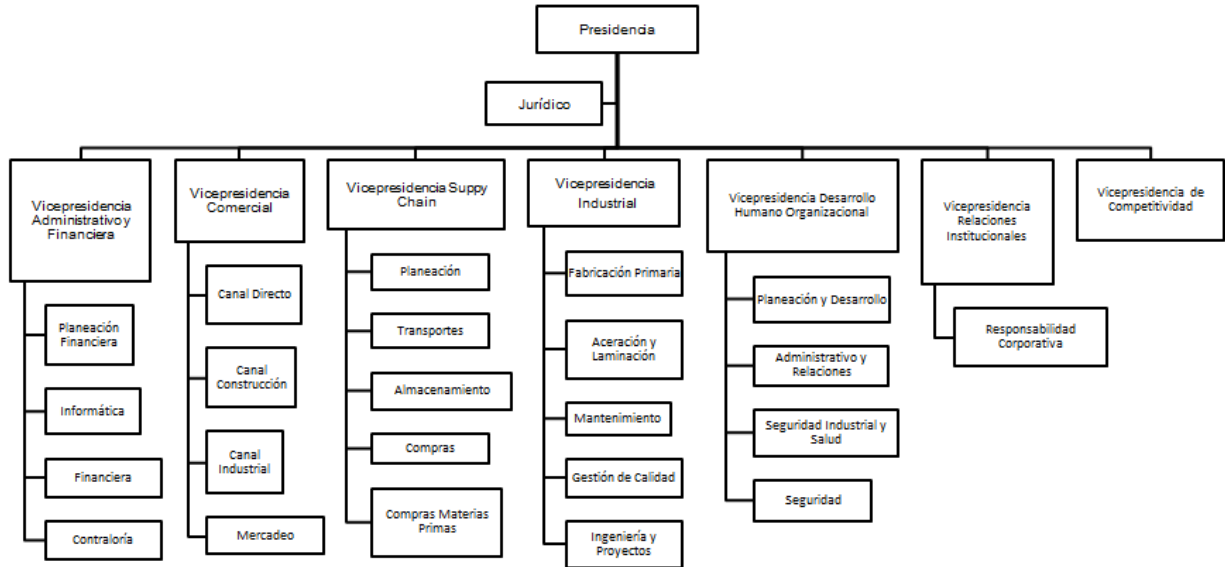 Presidencia
Jurídico
Vicepresidencia
Administrativo y
Financiera
Planeación
Financiera
Informática
Financiera
Contraloría
Vicepresidencia
Comercial
Canal Directo
Canal
Construcción
Canal
Industrial
Mercadeo
Vicepresidencia Suppy
Chain
Planeación
Transportes
Almacenamiento
Compras
Compras Materias
Primas
Vicepresidencia
Industrial
Fabricación Primaria
Aceración y
Laminación
Mantenimiento
Gestión de Calidad
Ingeniería y
Proyectos
Vicepresidencia Desarrollo
Humano Organizacional
Planeación y Desarrollo
Administrativo y
Relaciones
Seguridad Industrial y
Salud
Seguridad
Vicepresidencia
Relaciones
Institucionales
Responsabilidad
Corporativa
Vicepresidencia de
Competitividad